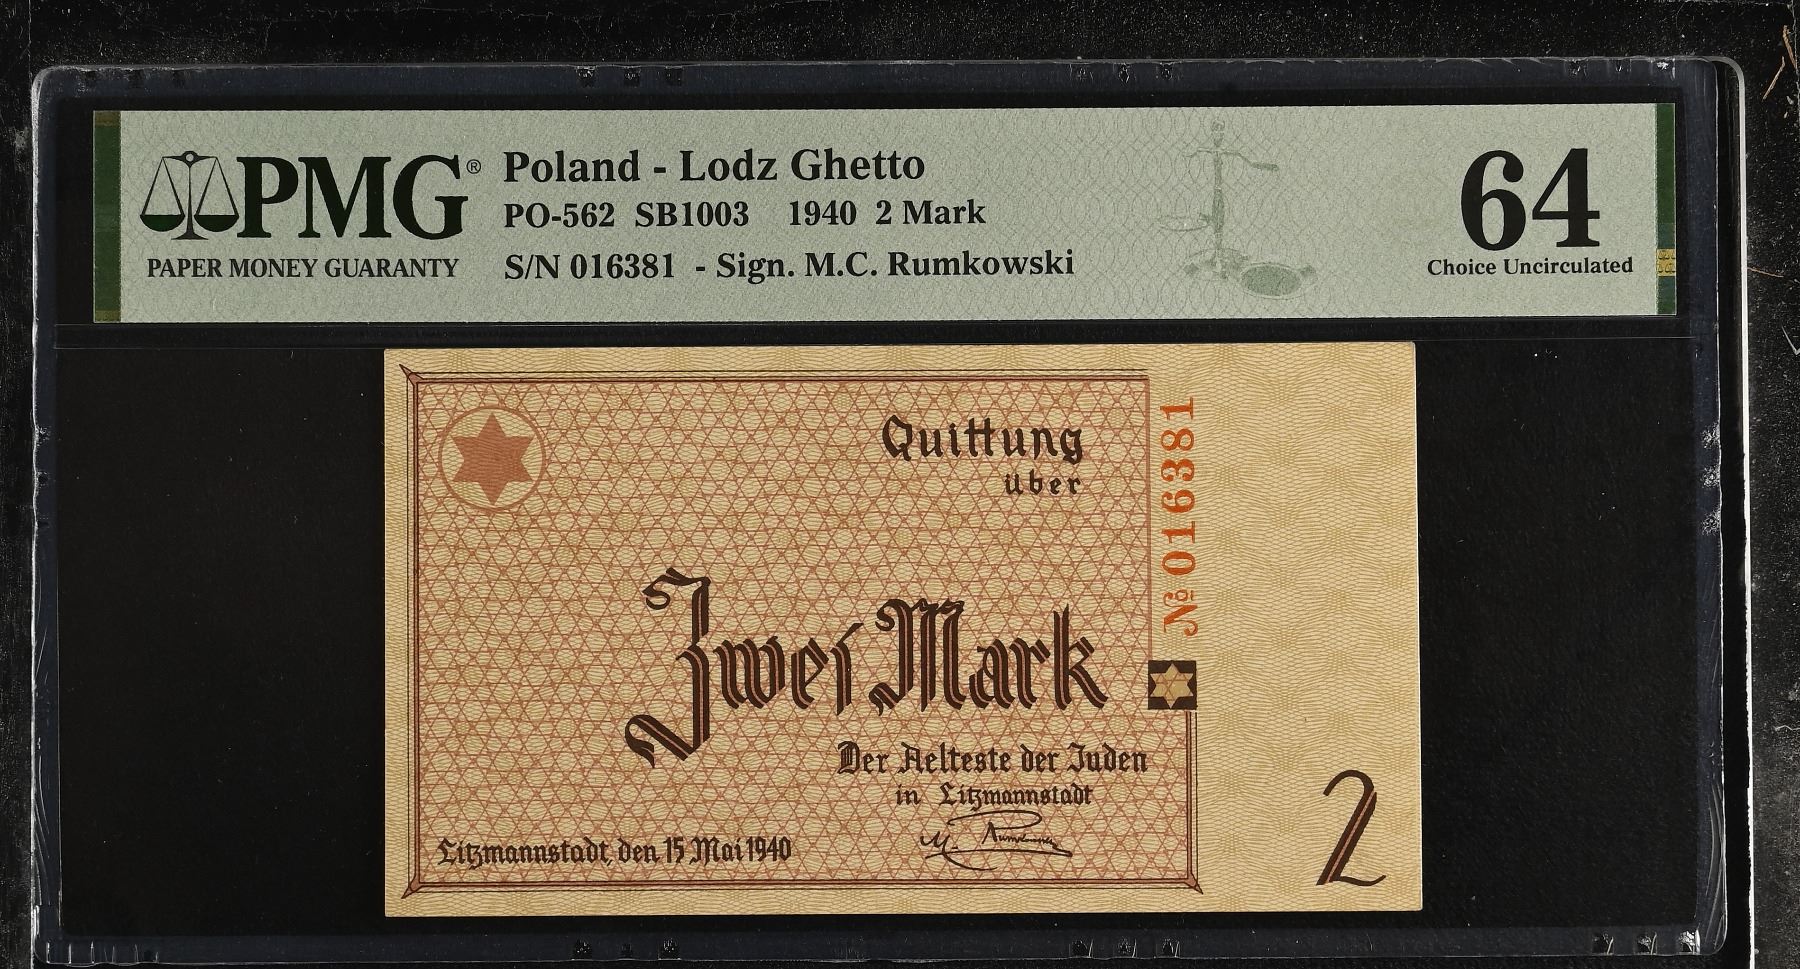 PMG®
PAPER MONEY GUARANTY
Poland - Lodz Ghetto
PO-562 SB1003 1940 2 Mark
S/N 016381 - Sign. M.C. Rumkowski
64
Choice Uncirculated
Quittung
über
№ 016381
Zwei Mark
Der Aelteste der Juden
in Litzmannstadt
M. Rumkowski
Litzmannstadt, den 15. Mai 1940
2